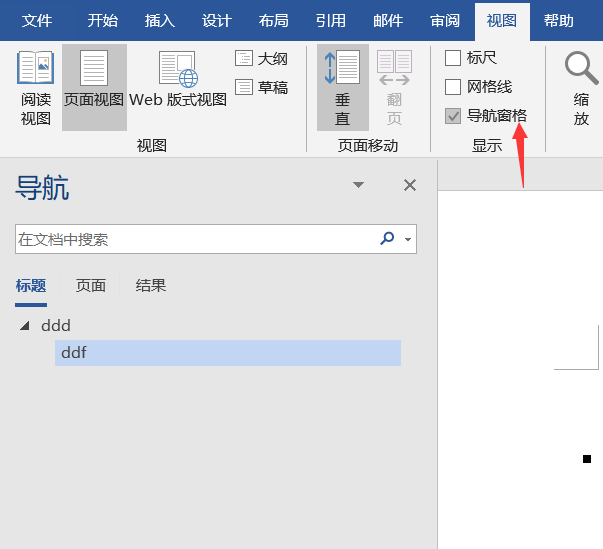 文件 开始 插入 设计 布局 引用 邮件 审阅 视图 帮助
阅读
视图
页面视图
Web 版式视图
大纲
草稿
视图
垂
直
翻
页
页面移动
标尺
网格线
导航窗格
显示
缩
放
导航
在文档中搜索
标题 页面 结果
ddd
ddf